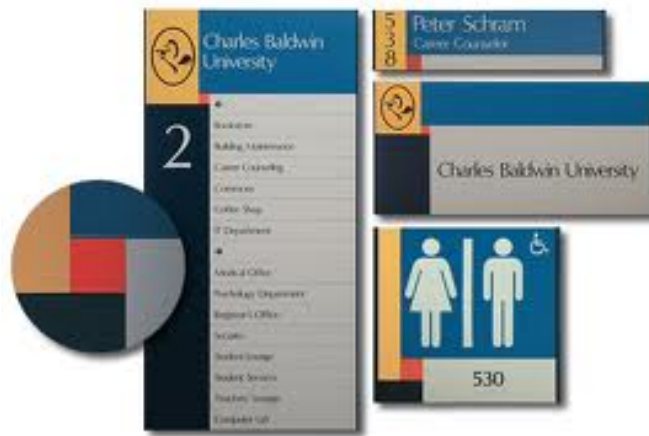 Charles Baldwin
University
2
Bookstore
Building Maintenance
Career Counseling
Commons
Coffee Shop
IT Department
Medical Office
Psychology Department
Registrar's Office
Security
Student Lounge
Student Services
Teachers' Lounge
Computer Lab
538
Peter Schram
Career Counselor
Charles Baldwin University
530